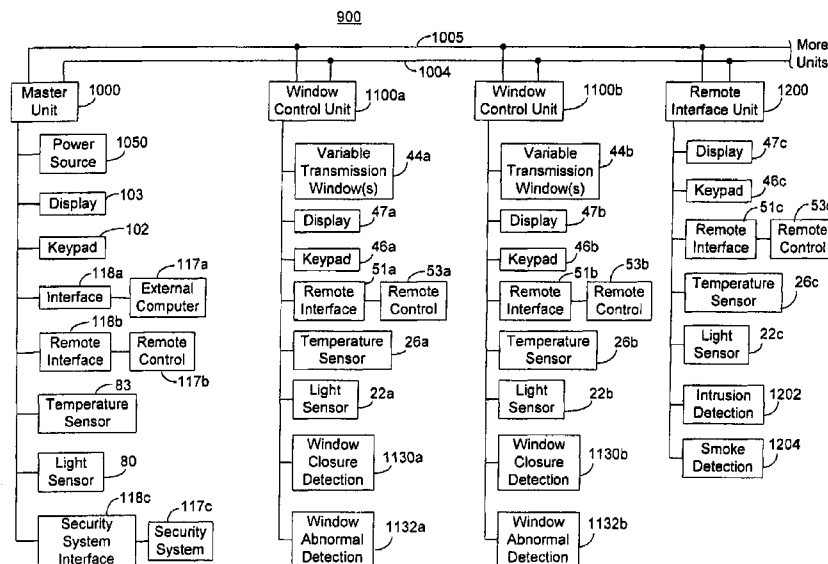 900
1005
More
Units
1004
Master
Unit
1000
Power
Source
1050
Display
103
Keypad
102
Interface
118a
External
Computer
117a
Remote
Interface
118b
Remote
Control
117b
Temperature
Sensor
83
Light
Sensor
80
Security
System
Interface
118c
Security
System
117c
Window
Control Unit
1100a
Variable
Transmission
Window(s)
44a
Display
47a
Keypad
46a
Remote
Interface
51a
Remote
Control
53a
Temperature
Sensor
26a
Light
Sensor
22a
Window
Closure
Detection
1130a
Window
Abnormal
Detection
1132a
Window
Control Unit
1100b
Variable
Transmission
Window(s)
44b
Display
47b
Keypad
46b
Remote
Interface
51b
Remote
Control
53b
Temperature
Sensor
26b
Light
Sensor
22b
Window
Closure
Detection
1130b
Window
Abnormal
Detection
1132b
Remote
Interface Unit
1200
Display
47c
Keypad
46c
Remote
Interface
51c
Remote
Control
Temperature
Sensor
26c
Light
Sensor
22c
Intrusion
Detection
1202
Smoke
Detection
1204